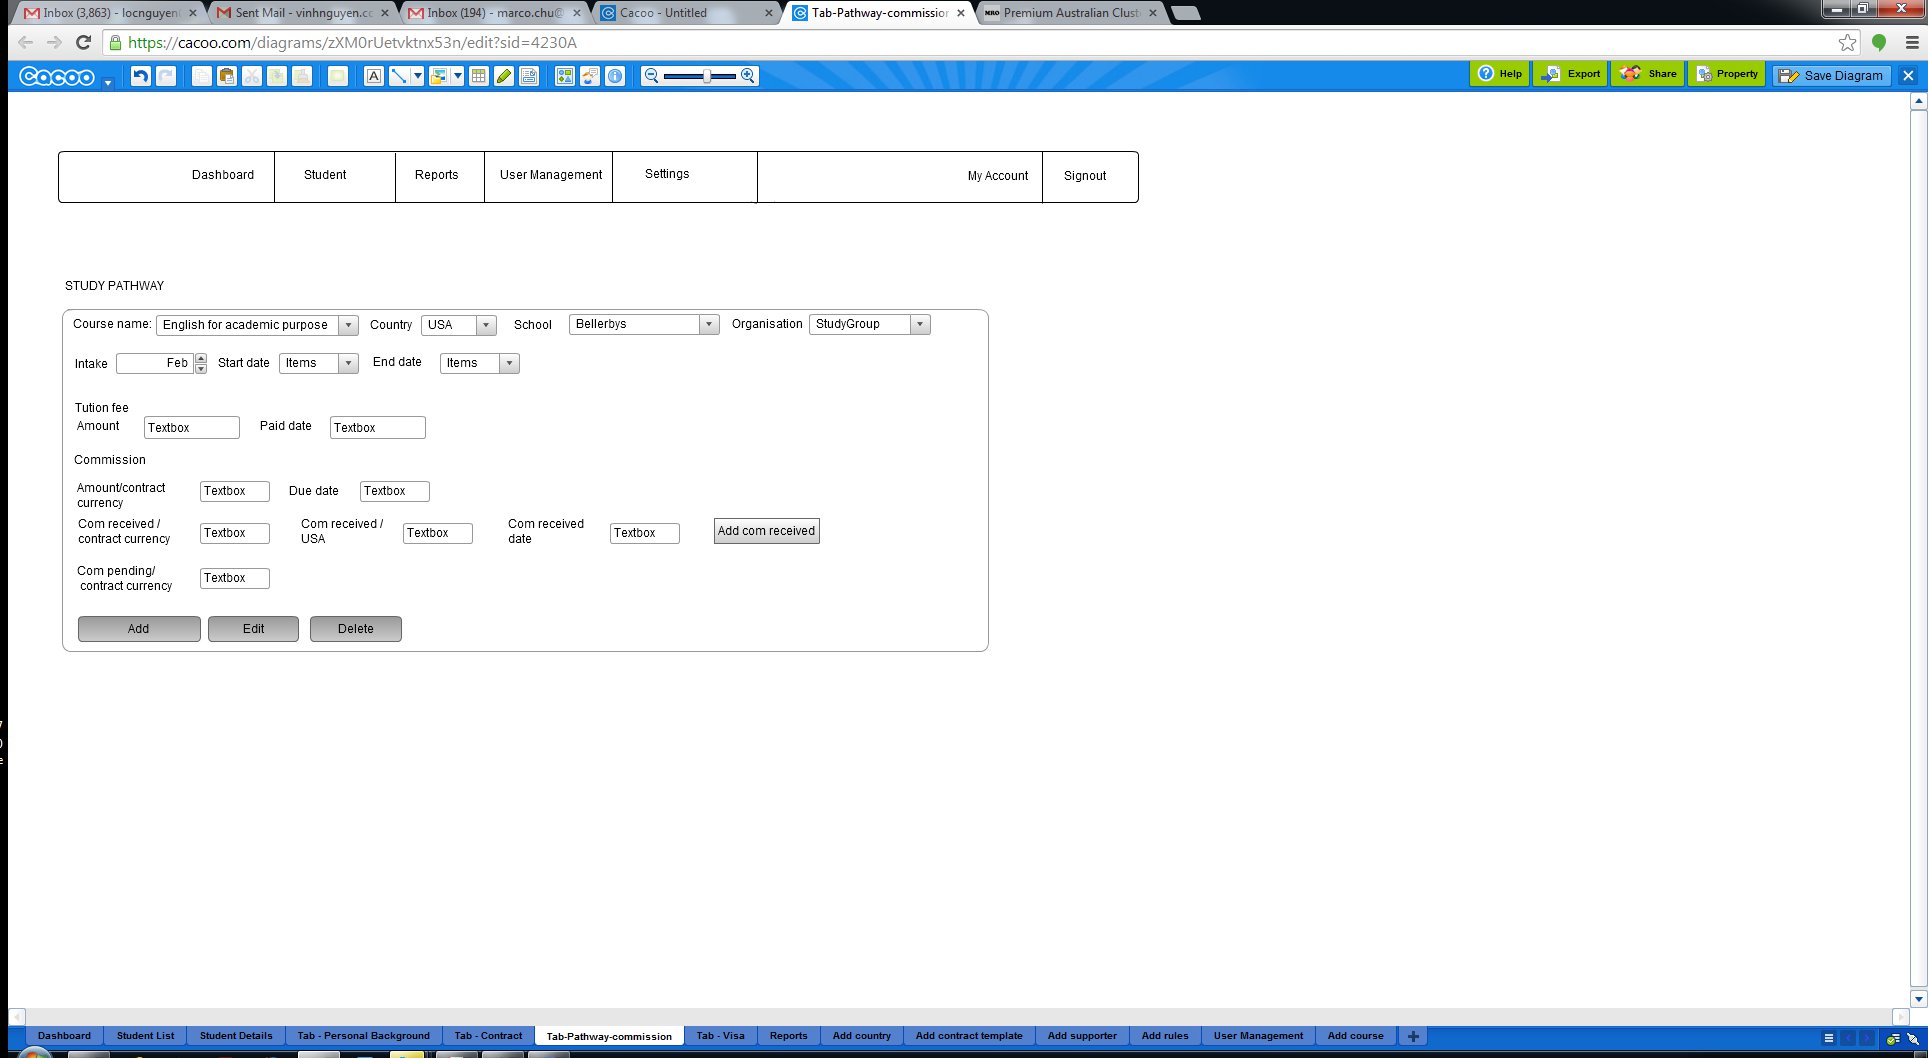 Inbox (3,863) - locnguyen
Sent Mail - vinhnguyen.cc
Inbox (194) - marco.chu@
Cacoo - Untitled
Tab-Pathway-commission
Premium Australian Clust
https://cacoo.com/diagrams/zXM0rUetvktnx53n/edit?sid=4230A
Cacoo
Help
Export
Share
Property
Save Diagram
Dashboard
Student
Reports
User Management
Settings
My Account
Signout
STUDY PATHWAY
Course name: English for academic purpose Country USA School Bellerbys Organisation StudyGroup
Intake Feb Start date Items End date Items
Tution fee
Amount Textbox Paid date Textbox
Commission
Amount/contract
currency
Textbox Due date Textbox
Com received /
contract currency
Textbox
Com received /
USA
Textbox
Com received
date
Textbox
Add com received
Com pending/
contract currency
Textbox
Add Edit Delete
Dashboard
Student List
Student Details
Tab - Personal Background
Tab - Contract
Tab-Pathway-commission
Tab - Visa
Reports
Add country
Add contract template
Add supporter
Add rules
User Management
Add course